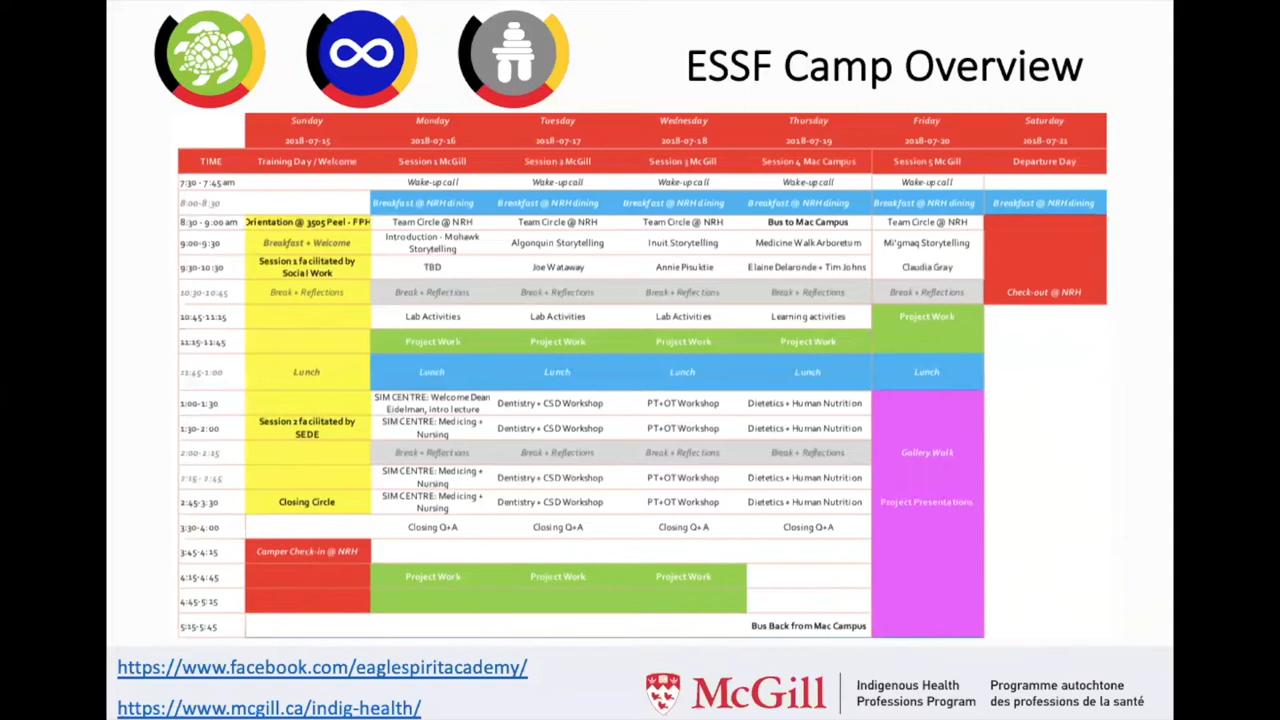 ESSF Camp Overview
Sunday Monday Tuesday Wednesday Thursday Friday Saturday
2018-07-15 2018-07-16 2018-07-17 2018-07-18 2018-07-19 2018-07-20 2018-07-21
TIME Training Day / Welcome Session 1 McGill Session 2 McGill Session 3 McGill Session 4 Mac Campus Session 5 McGill Departure Day
7:30 - 7:45 am Wake-up call Wake-up call Wake-up call Wake-up call Wake-up call
8:00-8:30 Breakfast @ NRH dining Breakfast @ NRH dining Breakfast @ NRH dining Breakfast @ NRH dining Breakfast @ NRH dining Breakfast @ NRH dining
8:30 - 9:00 am Orientation @ 3505 Peel - FPH Team Circle @ NRH Team Circle @ NRH Team Circle @ NRH Bus to Mac Campus Team Circle @ NRH
9:00-9:30 Breakfast + Welcome Introduction - Mohawk Storytelling Algonquin Storytelling Inuit Storytelling Medicine Walk Arboretum Mi'gmaq Storytelling
9:30-10:30 Session 1 facilitated by Social Work TBD Joe Wataway Annie Pisuktie Elaine Delaronde + Tim Johns Claudia Gray
10:30-10:45 Break + Reflections Break + Reflections Break + Reflections Break + Reflections Break + Reflections Break + Reflections Check-out @ NRH
10:45-11:15 Lab Activities Lab Activities Lab Activities Learning activities Project Work
11:15-11:45 Project Work Project Work Project Work Project Work
11:45-1:00 Lunch Lunch Lunch Lunch Lunch Lunch
1:00-1:30 SIM CENTRE: Welcome Dean Eidelman, intro lecture Dentistry + CSD Workshop PT+OT Workshop Dietetics + Human Nutrition
1:30-2:00 Session 2 facilitated by SEDE SIM CENTRE: Medicing + Nursing Dentistry + CSD Workshop PT+OT Workshop Dietetics + Human Nutrition
2:00-2:15 Break + Reflections Break + Reflections Break + Reflections Break + Reflections Gallery Walk
2:15 - 2:45 SIM CENTRE: Medicing + Nursing Dentistry + CSD Workshop PT+OT Workshop Dietetics + Human Nutrition
2:45-3:30 Closing Circle SIM CENTRE: Medicing + Nursing Dentistry + CSD Workshop PT+OT Workshop Dietetics + Human Nutrition Project Presentations
3:30-4:00 Closing Q+A Closing Q+A Closing Q+A Closing Q+A
3:45-4:15 Camper Check-in @ NRH
4:15-4:45 Project Work Project Work Project Work
4:45-5:15
5:15-5:45 Bus Back from Mac Campus
https://www.facebook.com/eaglespiritacademy/
https://www.mcgill.ca/indig-health/
McGill
Indigenous Health
Professions Program
Programme autochtone
des professions de la santé